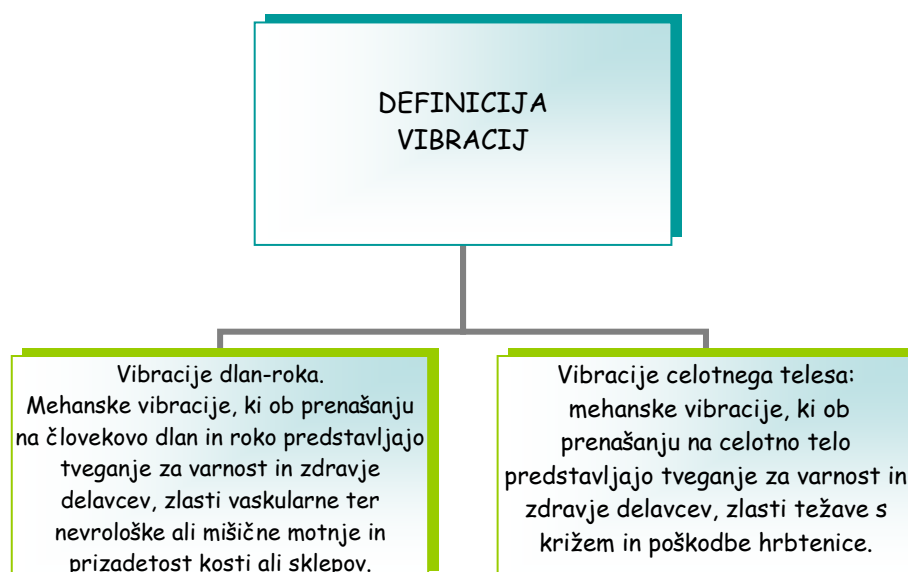 DEFINICIJA
VIBRACIJ
Vibracije dlan-roka.
Mehanske vibracije, ki ob prenašanju
na človekovo dlan in roko predstavljajo
tveganje za varnost in zdravje
delavcev, zlasti vaskularne ter
nevrološke ali mišične motnje in
prizadetost kosti ali sklepov.
Vibracije celotnega telesa:
mehanske vibracije, ki ob
prenašanju na celotno telo
predstavljajo tveganje za varnost in
zdravje delavcev, zlasti težave s
križem in poškodbe hrbtenice.